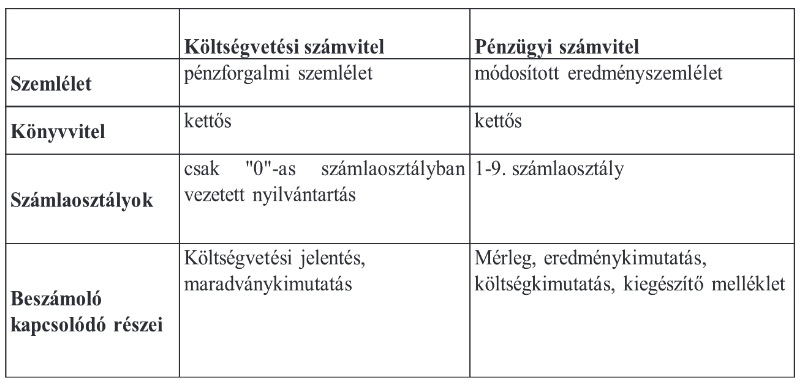 Költségvetési számvitel Pénzügyi számvitel
Szemlélet pénzforgalmi szemlélet módosított eredményszemlélet
Könyvvitel kettős kettős
Számlaosztályok csak "0"-as számlaosztályban vezetett nyilvántartás 1-9. számlaosztály
Beszámoló kapcsolódó részei Költségvetési jelentés, maradványkimutatás Mérleg, eredménykimutatás, költségkimutatás, kiegészítő melléklet